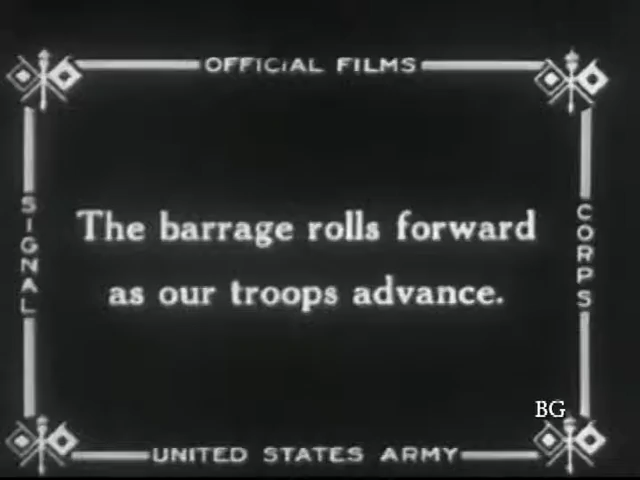 OFFICIAL FILMS
SIGNAL
CORPS
The barrage rolls forward
as our troops advance.
BG
UNITED STATES ARMY